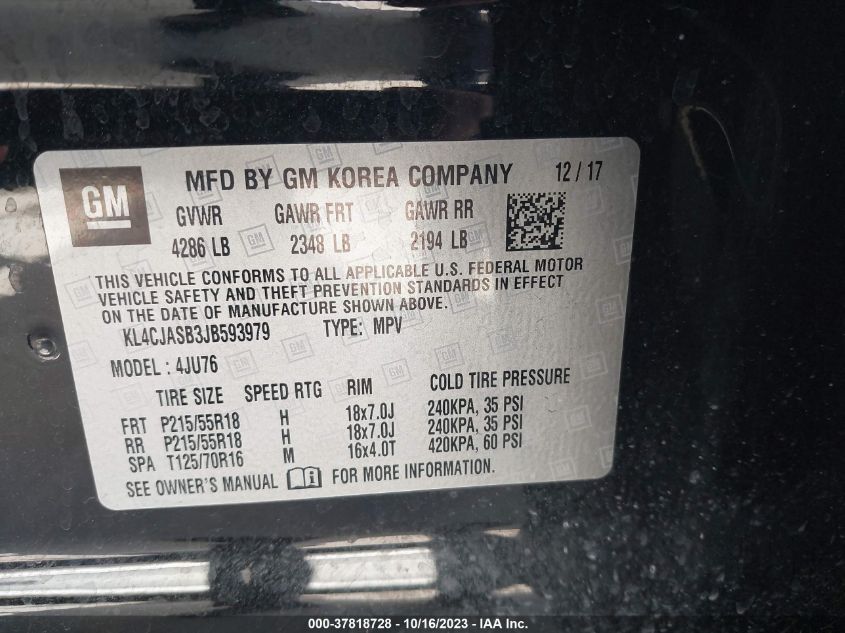 GM
MFD BY GM KOREA COMPANY 12 / 17
GVWR GAWR FRT GAWR RR
4286 LB 2348 LB 2194 LB
THIS VEHICLE CONFORMS TO ALL APPLICABLE U.S. FEDERAL MOTOR
VEHICLE SAFETY AND THEFT PREVENTION STANDARDS IN EFFECT
ON THE DATE OF MANUFACTURE SHOWN ABOVE.
KL4CJASB3JB593979 TYPE: MPV
MODEL: 4JU76
TIRE SIZE SPEED RTG RIM COLD TIRE PRESSURE
FRT P215/55R18 H 18x7.0J 240KPA, 35 PSI
RR P215/55R18 H 18x7.0J 240KPA, 35 PSI
SPA T125/70R16 M 16x4.0T 420KPA, 60 PSI
SEE OWNER'S MANUAL FOR MORE INFORMATION.
000-37818728 - 10/16/2023 - IAA Inc.